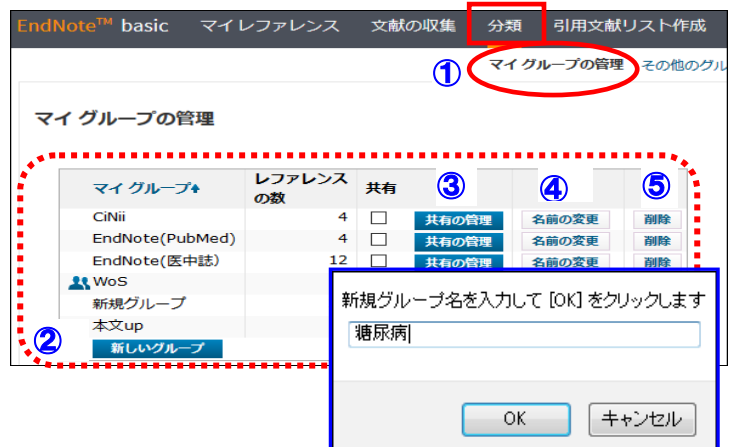 EndNote™ basic マイ レファレンス 文献の収集 分類 引用文献リスト作成
① マイ グループの管理 その他のグル
マイ グループの管理
マイ グループ レファレンスの数 共有 ③ ④ ⑤
CiNii 4 共有の管理 名前の変更 削除
EndNote(PubMed) 4 共有の管理 名前の変更 削除
EndNote(医中誌) 12 共有の管理 名前の変更 削除
WoS
新規グループ
本文up
② 新しいグループ
新規グループ名を入力して [OK] をクリックします
糖尿病
OK キャンセル